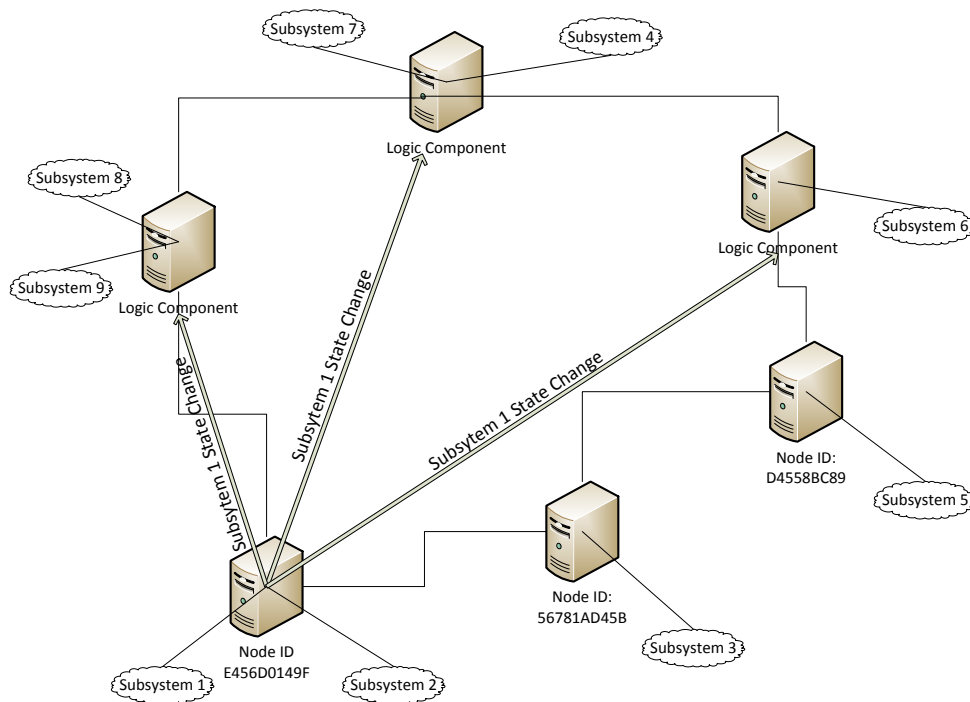 Subsystem 7
Subsystem 4
Logic Component
Subsystem 8
Subsystem 6
Logic Component
Subsystem 9
Logic Component
Subsytem 1 State Change
Subsytem 1 State Change
Subsytem 1 State Change
Node ID:
D4558BC89
Subsystem 5
Node ID:
56781AD45B
Subsystem 3
Node ID
E456D0149F
Subsystem 1
Subsystem 2